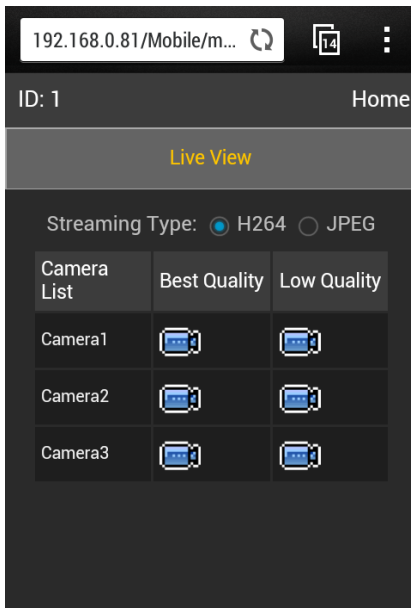 192.168.0.81/Mobile/m...
14
ID: 1 Home
Live View
Streaming Type: H264 JPEG
Camera List Best Quality Low Quality
Camera1
Camera2
Camera3